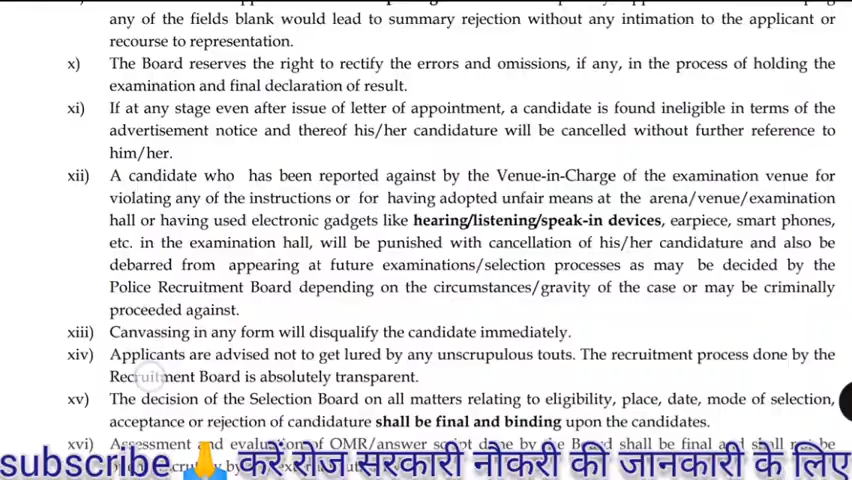 any of the fields blank would lead to summary rejection without any intimation to the applicant or
recourse to representation.
x) The Board reserves the right to rectify the errors and omissions, if any, in the process of holding the
examination and final declaration of result.
xi) If at any stage even after issue of letter of appointment, a candidate is found ineligible in terms of the
advertisement notice and thereof his/her candidature will be cancelled without further reference to
him/her.
xii) A candidate who has been reported against by the Venue-in-Charge of the examination venue for
violating any of the instructions or for having adopted unfair means at the arena/venue/examination
hall or having used electronic gadgets like hearing/listening/speak-in devices, earpiece, smart phones,
etc. in the examination hall, will be punished with cancellation of his/her candidature and also be
debarred from appearing at future examinations/selection processes as may be decided by the
Police Recruitment Board depending on the circumstances/gravity of the case or may be criminally
proceeded against.
xiii) Canvassing in any form will disqualify the candidate immediately.
xiv) Applicants are advised not to get lured by any unscrupulous touts. The recruitment process done by the
Recruitment Board is absolutely transparent.
xv) The decision of the Selection Board on all matters relating to eligibility, place, date, mode of selection,
acceptance or rejection of candidature shall be final and binding upon the candidates.
xvi) Assessment and evaluation of OMR/answer script done by the Board shall be final and shall not be
subscribe 🙏 करें रोज सरकारी नौकरी की जानकारी के लिए